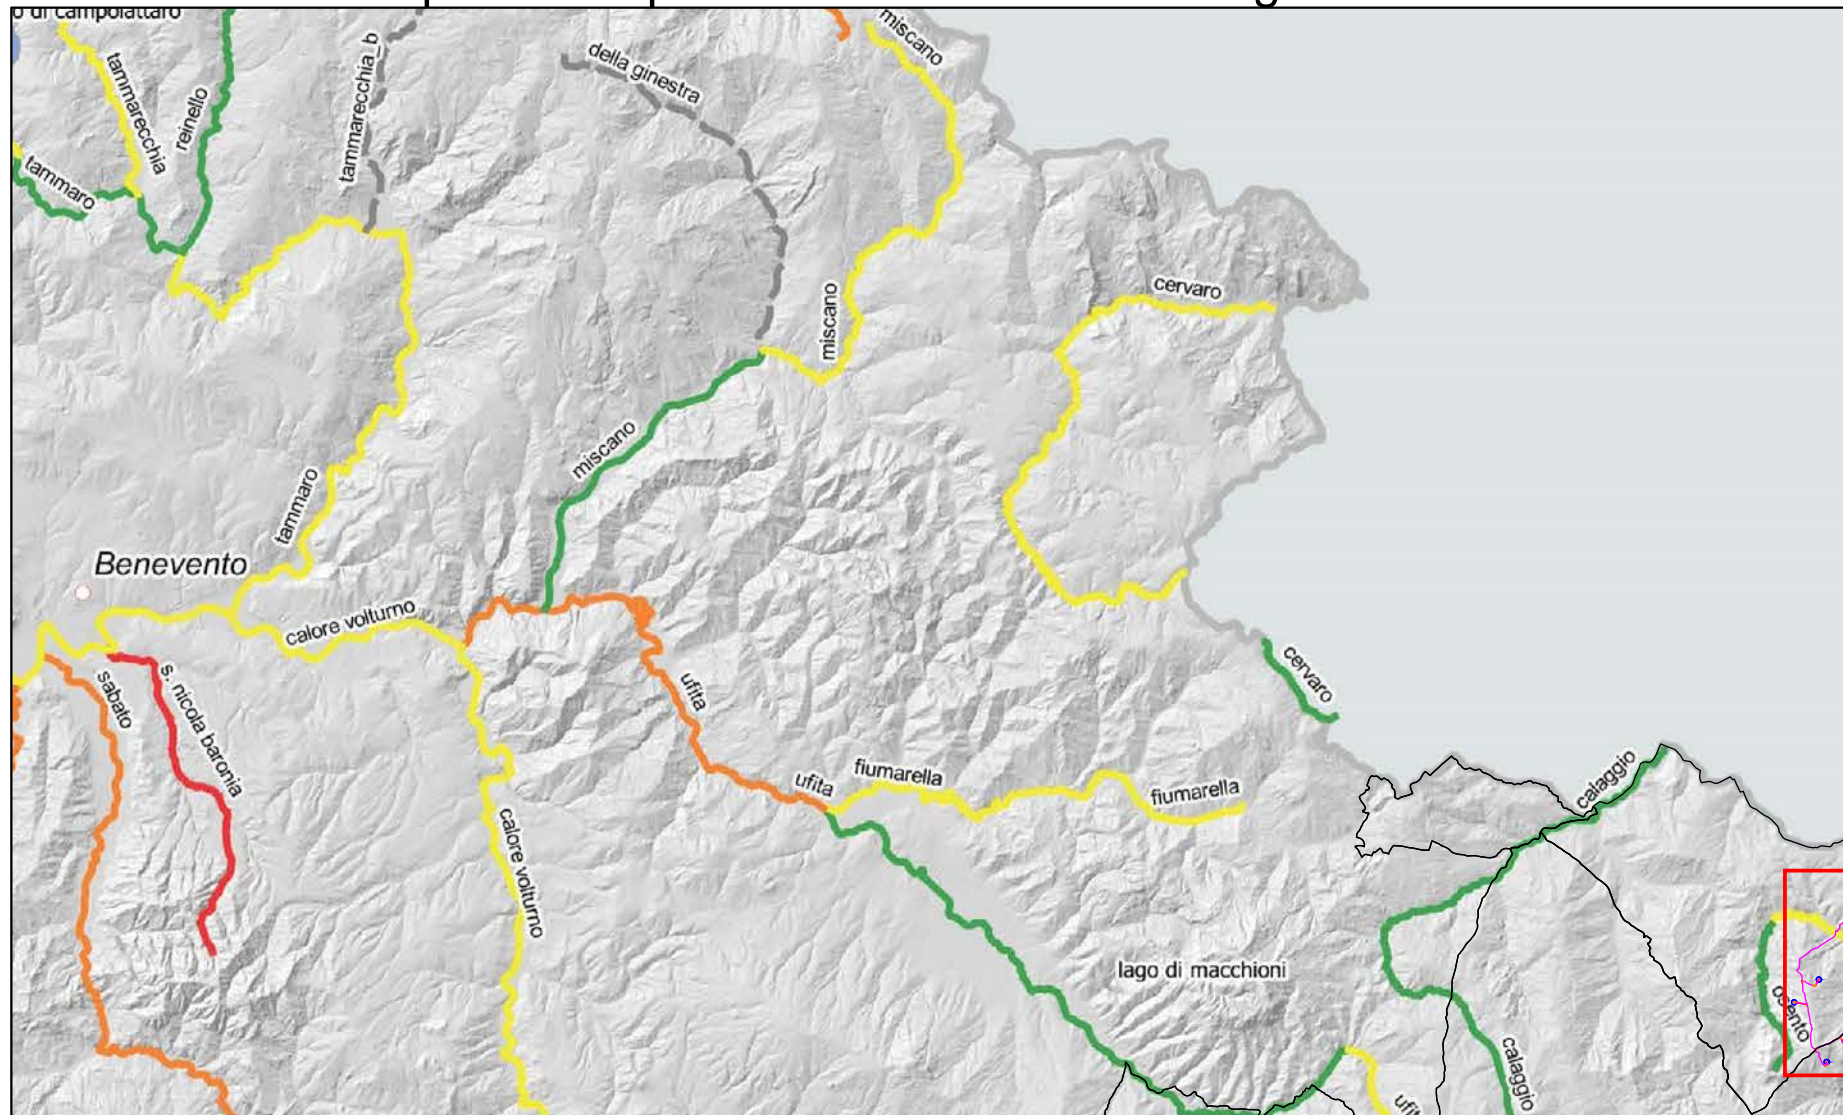 o di campolattaro
miscano
tammarecchia
tammarecchia_b
della ginestra
reinello
tammaro
cervaro
miscano
miscano
tammaro
Benevento
calore volturno
cervaro
sabato
s. nicola baronia
ufita
ufita
fiumarella
fiumarella
calaggio
calore volturno
lago di macchioni
calaggio